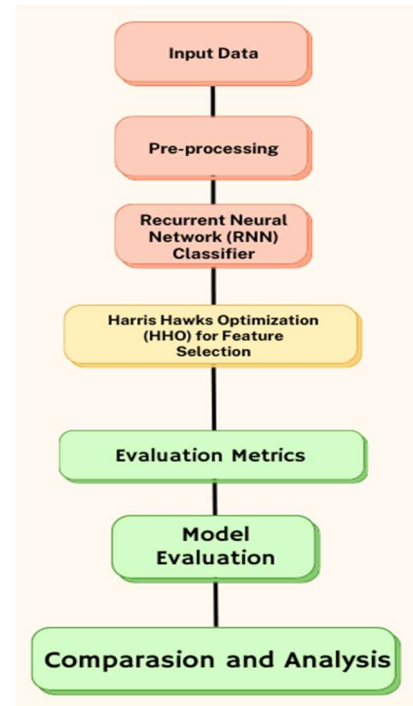 Input Data
Pre-processing
Recurrent Neural
Network (RNN)
Classifier
Harris Hawks Optimization
(HHO) for Feature
Selection
Evaluation Metrics
Model
Evaluation
Comparasion and Analysis